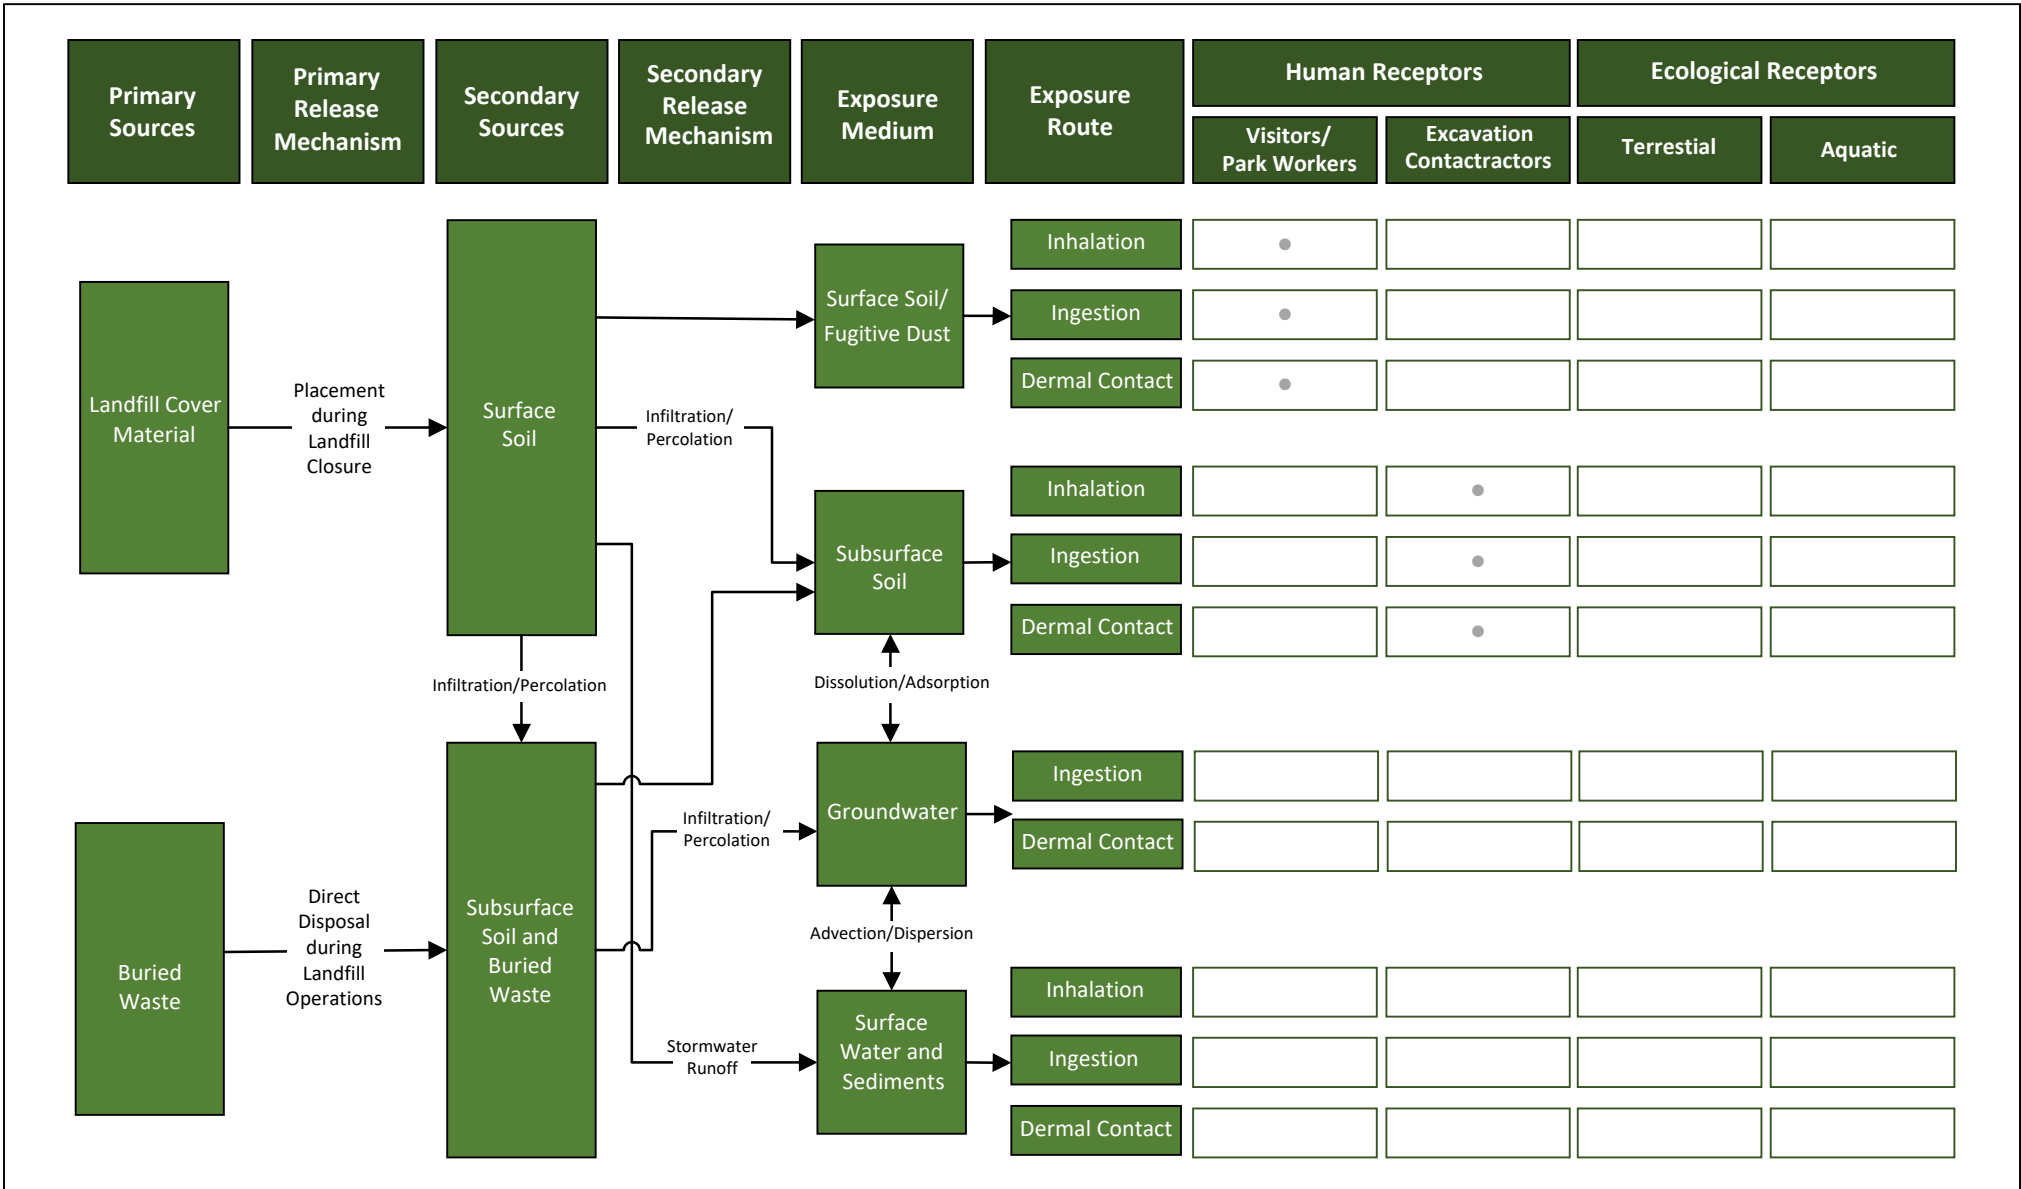 Primary
Sources
Primary
Release
Mechanism
Secondary
Sources
Secondary
Release
Mechanism
Exposure
Medium
Exposure
Route
Human Receptors
Ecological Receptors
Visitors/
Park Workers
Excavation
Contactractors
Terrestial
Aquatic
Landfill Cover
Material
Placement
during
Landfill
Closure
Surface
Soil
Infiltration/
Percolation
Surface Soil/
Fugitive Dust
Inhalation
Ingestion
Dermal Contact
Subsurface
Soil
Inhalation
Ingestion
Dermal Contact
Infiltration/Percolation
Dissolution/Adsorption
Buried
Waste
Direct
Disposal
during
Landfill
Operations
Subsurface
Soil and
Buried
Waste
Infiltration/
Percolation
Groundwater
Ingestion
Dermal Contact
Advection/Dispersion
Stormwater
Runoff
Surface
Water and
Sediments
Inhalation
Ingestion
Dermal Contact